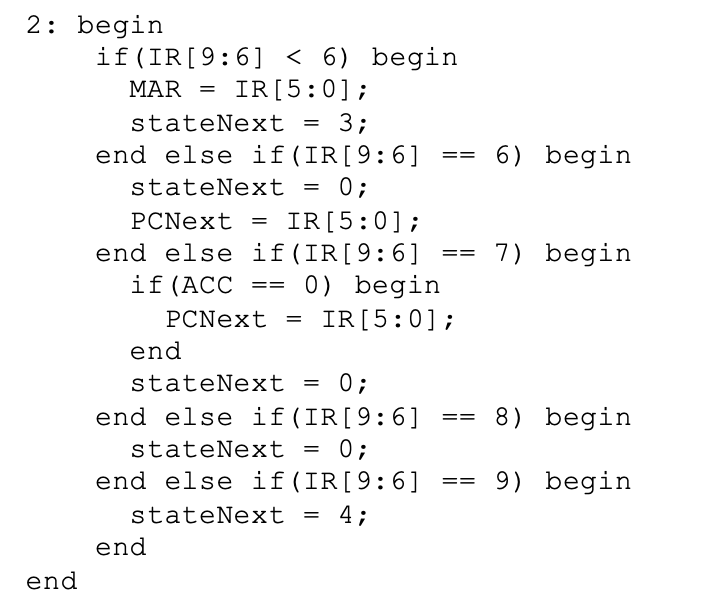 2: begin
    if(IR[9:6] < 6) begin
      MAR = IR[5:0];
      stateNext = 3;
    end else if(IR[9:6] == 6) begin
      stateNext = 0;
      PCNext = IR[5:0];
    end else if(IR[9:6] == 7) begin
      if(ACC == 0) begin
        PCNext = IR[5:0];
      end
      stateNext = 0;
    end else if(IR[9:6] == 8) begin
      stateNext = 0;
    end else if(IR[9:6] == 9) begin
      stateNext = 4;
    end
end